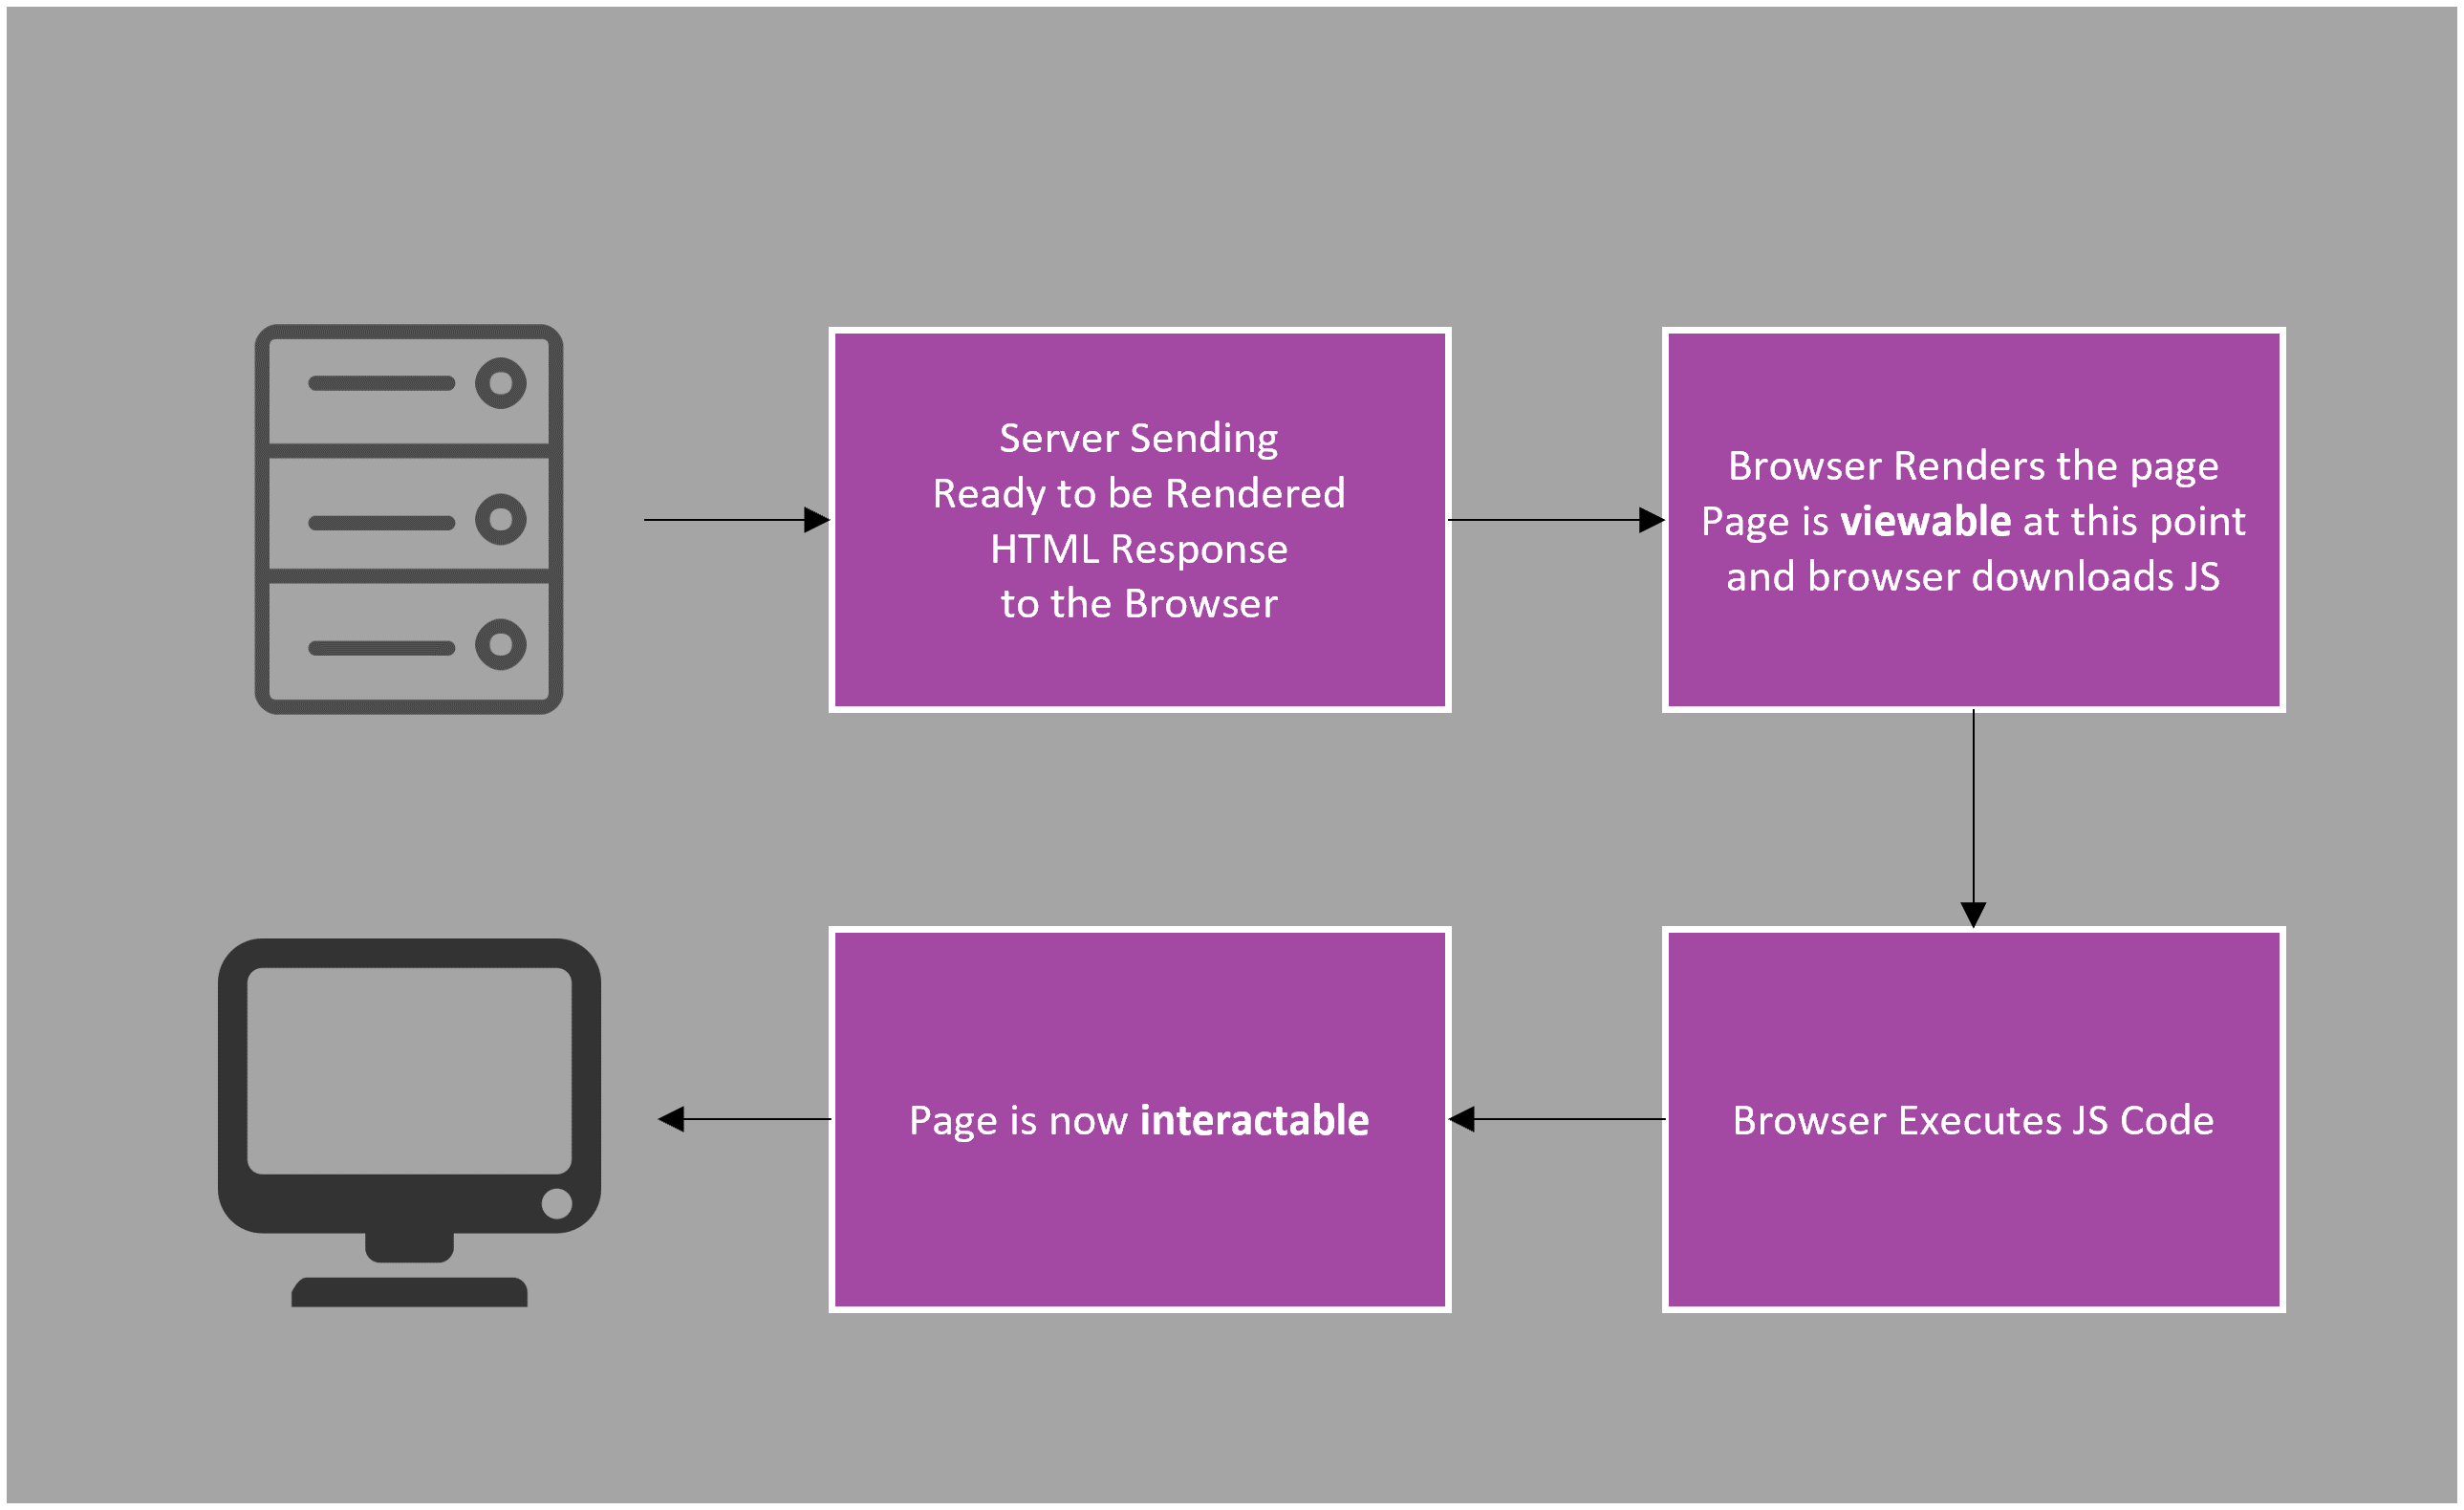 Server Sending
Ready to be Rendered
HTML Response
to the Browser
Browser Renders the page
Page is viewable at this point
and browser downloads JS
Browser Executes JS Code
Page is now interactable